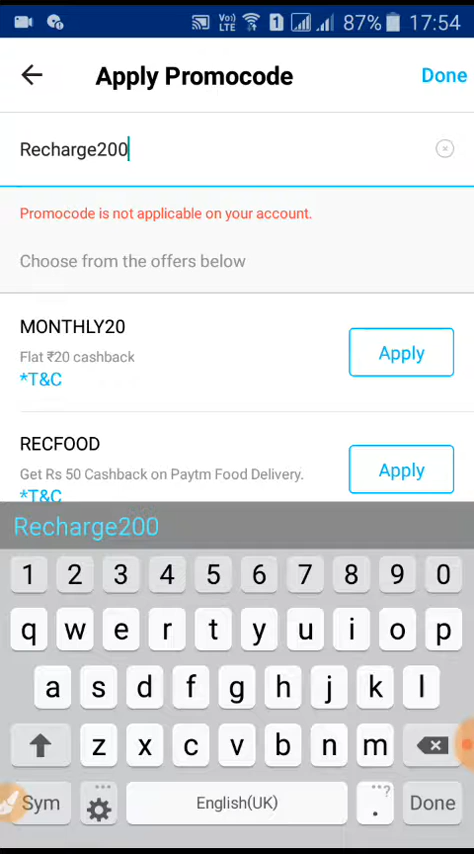 Vo))
LTE 1 87% 17:54
Apply Promocode Done
Recharge200
Promocode is not applicable on your account.
Choose from the offers below
MONTHLY20
Flat ₹20 cashback
*T&C
Apply
RECFOOD
Get Rs 50 Cashback on Paytm Food Delivery.
*T&C
Apply
Recharge200
1 2 3 4 5 6 7 8 9 0
q w e r t y u i o p
a s d f g h j k l
z x c v b n m
Sym English(UK) . ...? Done